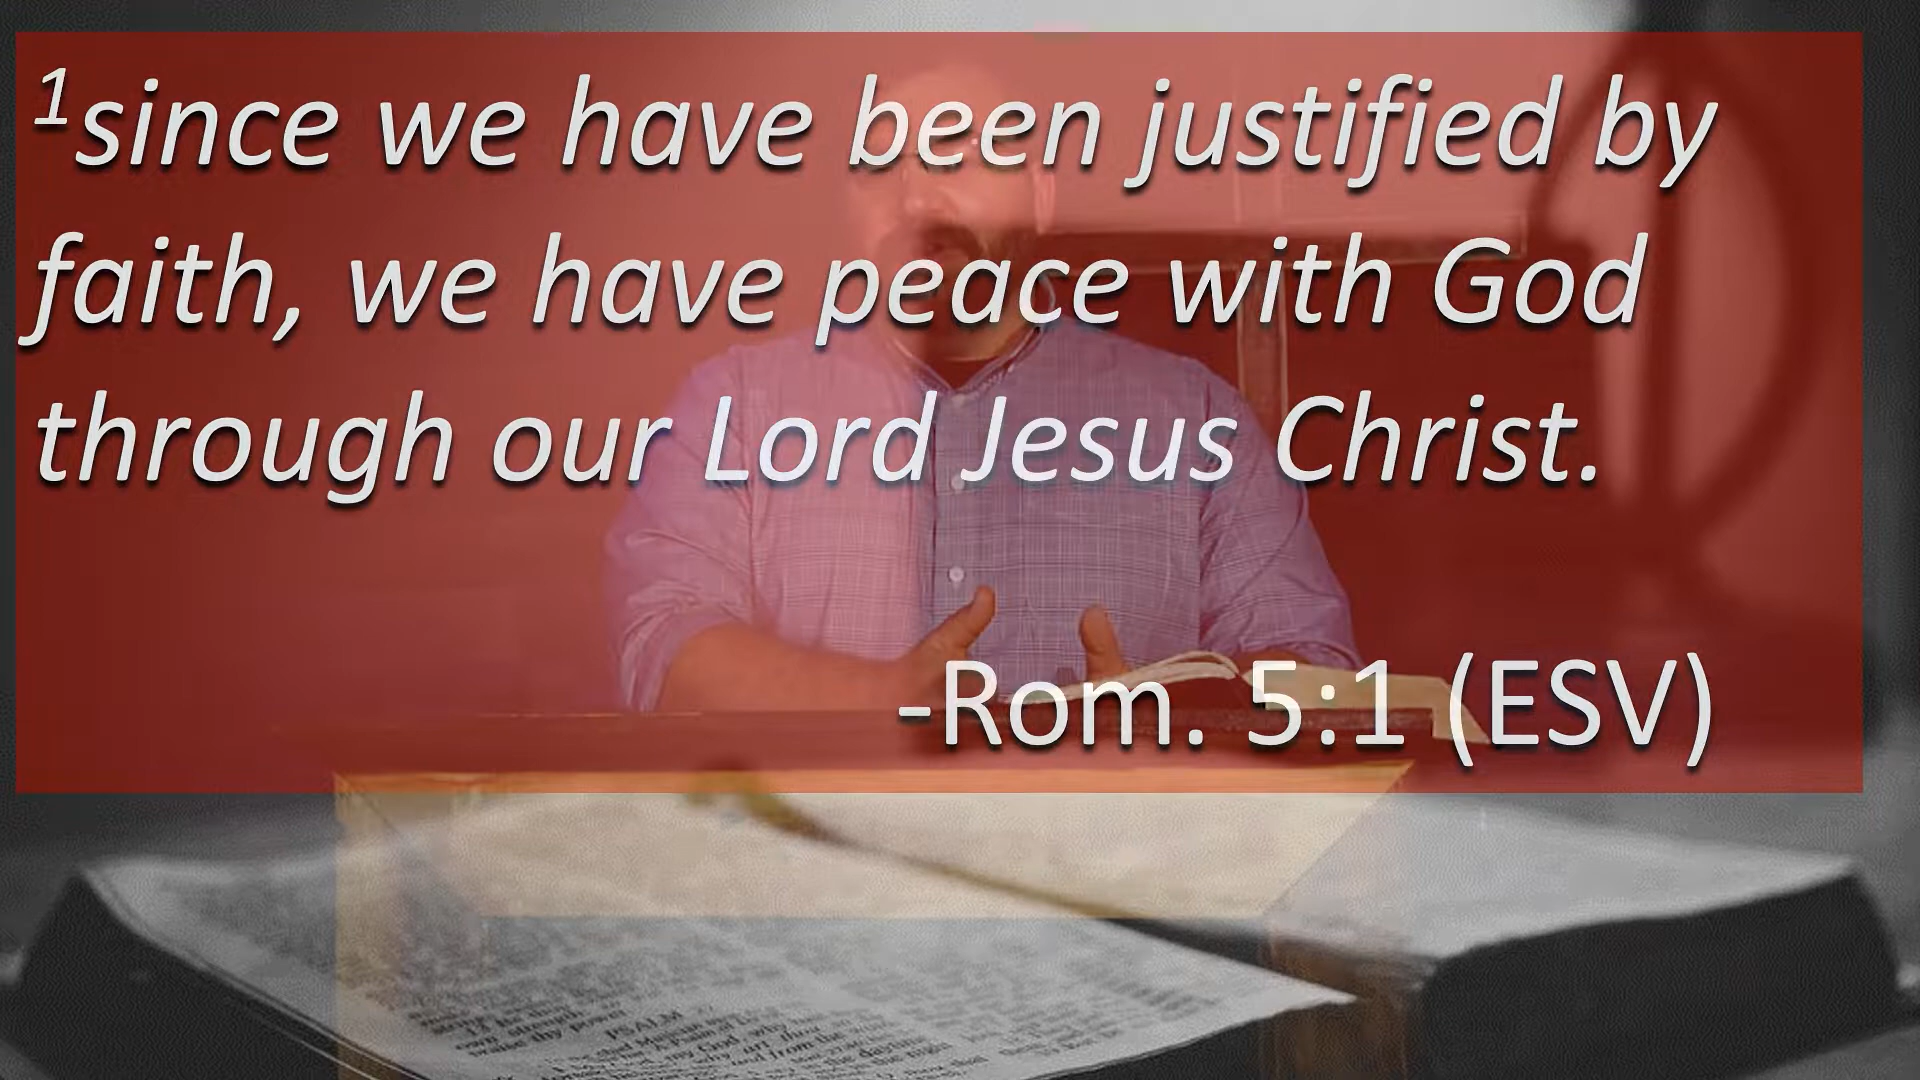 ¹since we have been justified by
faith, we have peace with God
through our Lord Jesus Christ.
-Rom. 5:1 (ESV)
PSALM